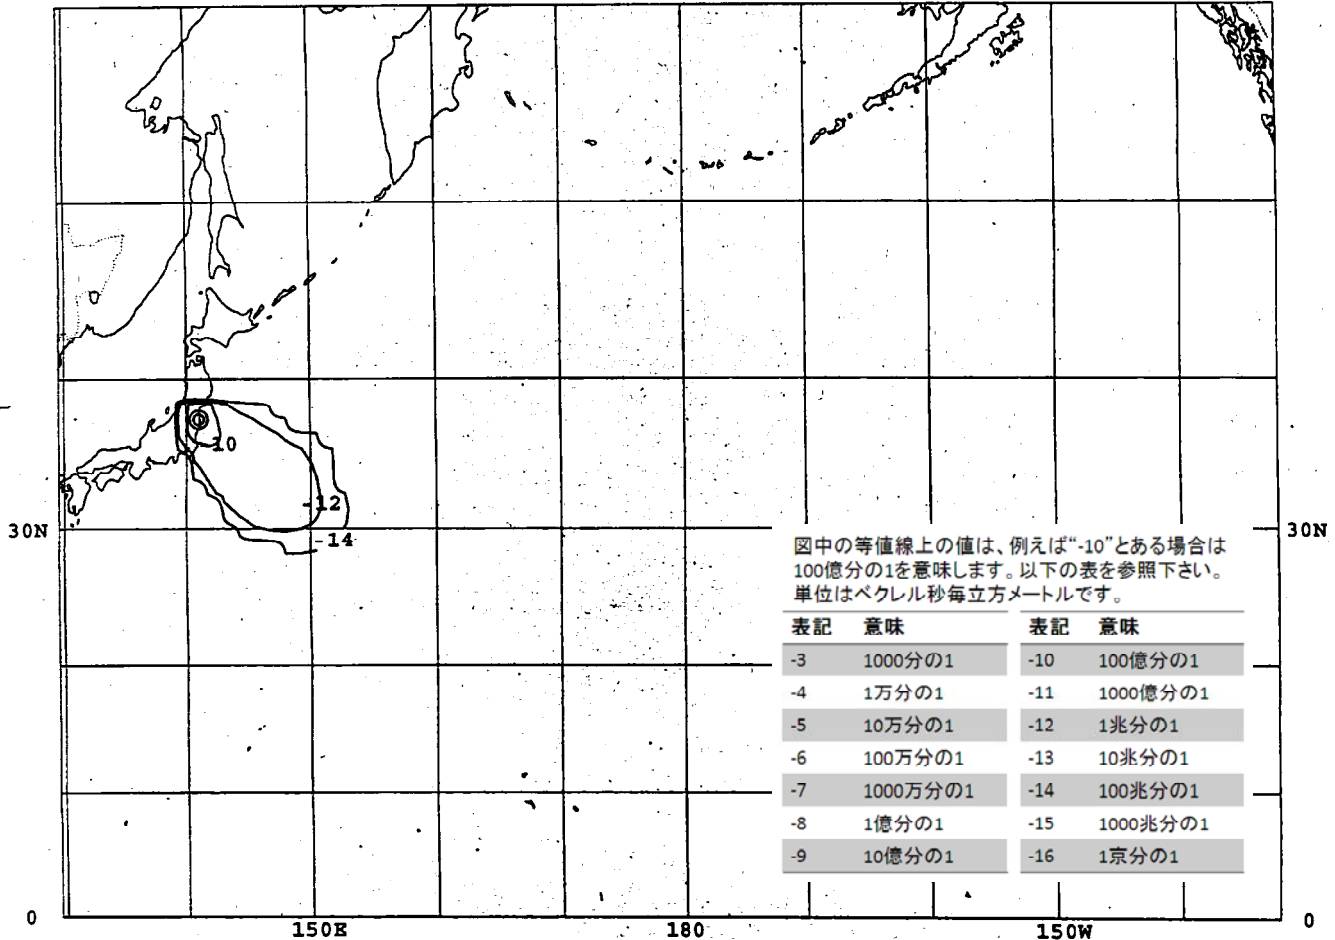 10
-12
-14
30N
30N
図中の等値線上の値は、例えば“-10”とある場合は
100億分の1を意味します。以下の表を参照下さい。
単位はベクレル秒毎立方メートルです。
表記 意味 表記 意味
-3 1000分の1 -10 100億分の1
-4 1万分の1 -11 1000億分の1
-5 10万分の1 -12 1兆分の1
-6 100万分の1 -13 10兆分の1
-7 1000万分の1 -14 100兆分の1
-8 1億分の1 -15 1000兆分の1
-9 10億分の1 -16 1京分の1
0
0
150E
180
150W